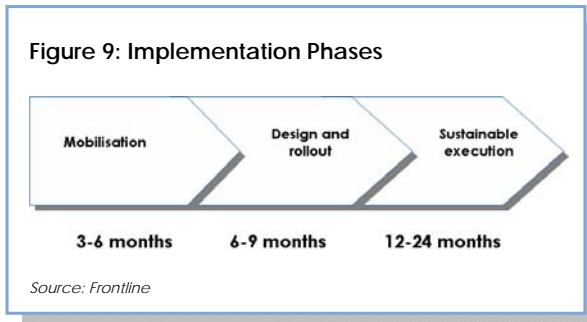 Figure 9: Implementation Phases
Mobilisation
Design and
rollout
Sustainable
execution
3-6 months
6-9 months
12-24 months
Source: Frontline